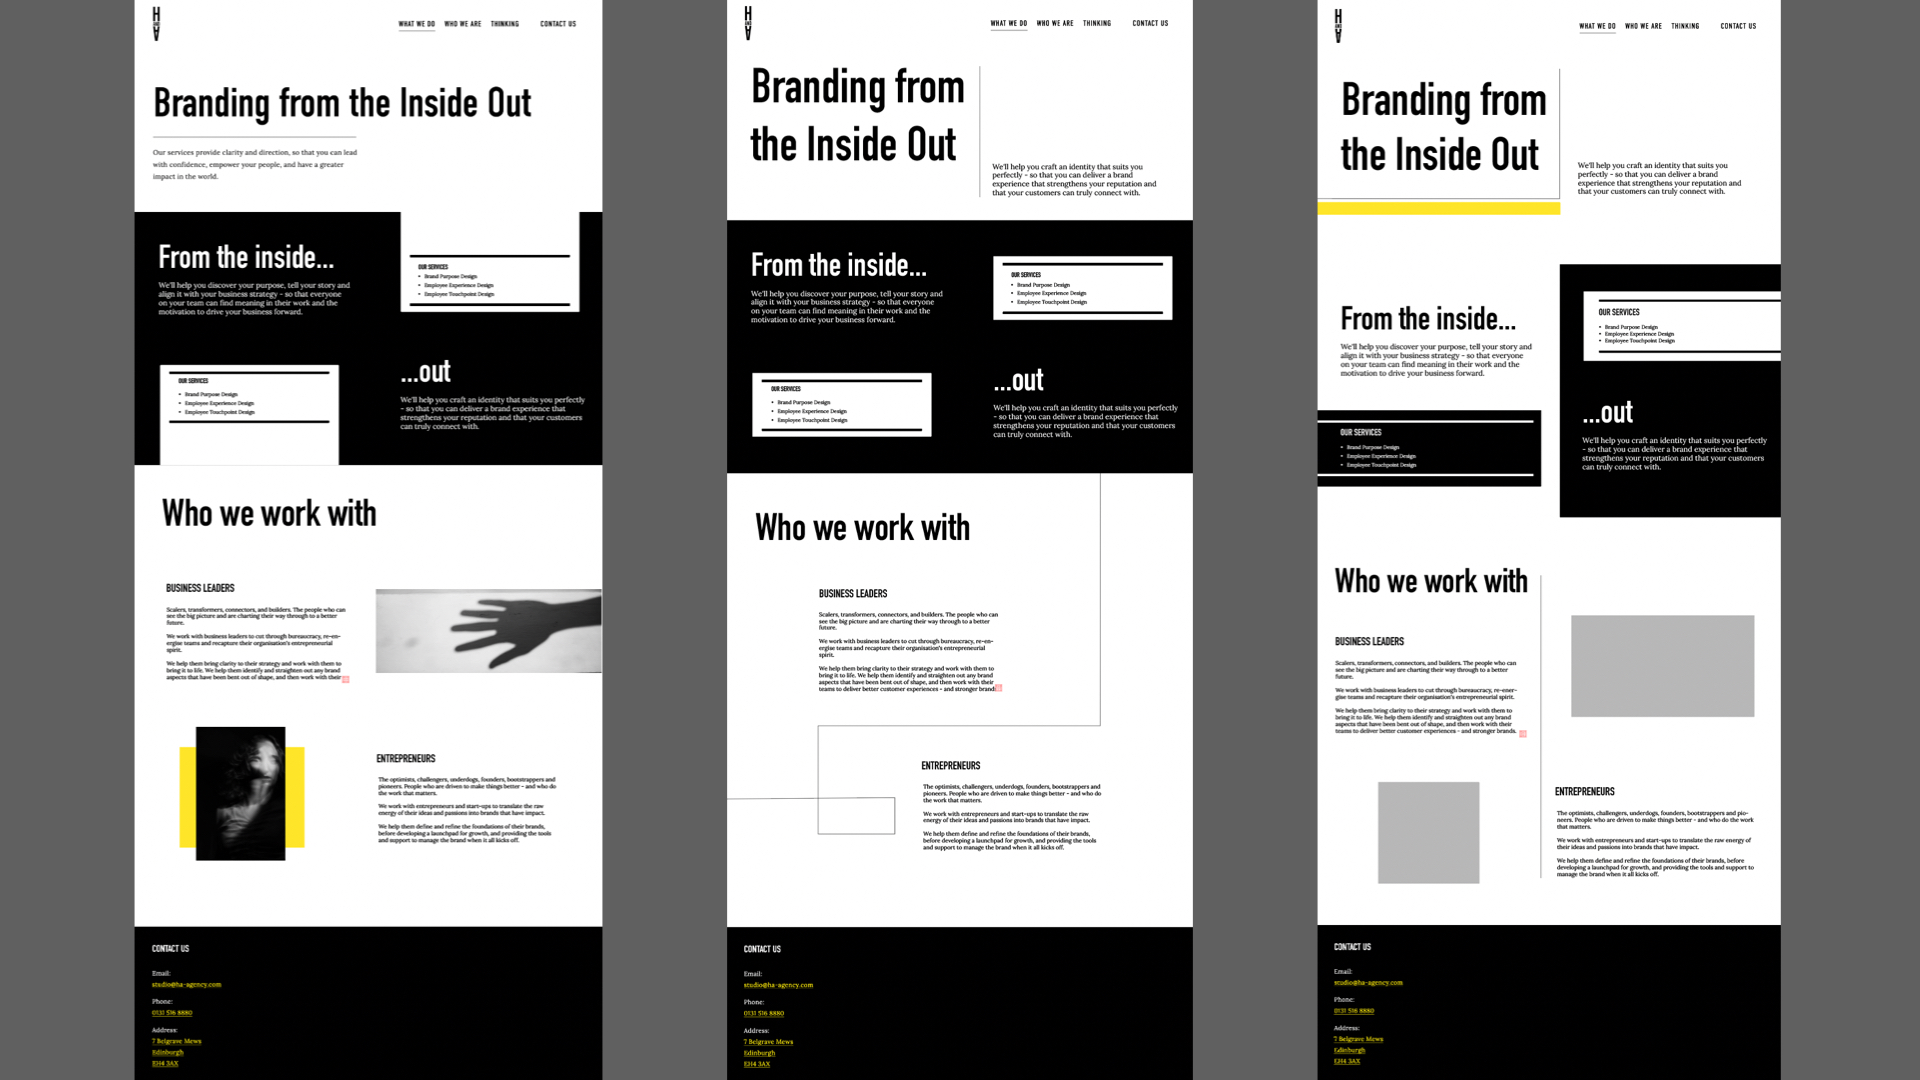 H
AND
A
WHAT WE DO WHO WE ARE THINKING CONTACT US
Branding from the Inside Out
Our services provide clarity and direction, so that you can lead
with confidence, empower your people, and have a greater
impact in the world.
From the inside...
We'll help you discover your purpose, tell your story and
align it with your business strategy - so that everyone
on your team can find meaning in their work and the
motivation to drive your business forward.
OUR SERVICES
• Brand Purpose Design
• Employee Experience Design
• Employee Touchpoint Design
OUR SERVICES
• Brand Purpose Design
• Employee Experience Design
• Employee Touchpoint Design
...out
We'll help you craft an identity that suits you perfectly
- so that you can deliver a brand experience that
strengthens your reputation and that your customers
can truly connect with.
Who we work with
BUSINESS LEADERS
Scalers, transformers, connectors, and builders. The people who can
see the big picture and are charting their way through to a better
future.
We work with business leaders to cut through bureaucracy, re-en-
ergise teams and recapture their organisation's entrepreneurial
spirit.
We help them bring clarity to their strategy and work with them to
bring it to life. We help them identify and straighten out any brand
aspects that have been bent out of shape, and then work with their
ENTREPRENEURS
The optimists, challengers, underdogs, founders, bootstrappers and
pioneers. People who are driven to make things better - and who do
the work that matters.
We work with entrepreneurs and start-ups to translate the raw
energy of their ideas and passions into brands that have impact.
We help them define and refine the foundations of their brands,
before developing a launchpad for growth, and providing the tools
and support to manage the brand when it all kicks off.
CONTACT US
Email:
studio@ha-agency.com
Phone:
0131 516 8880
Address:
7 Belgrave Mews
Edinburgh
EH4 3AX
H
AND
A
WHAT WE DO WHO WE ARE THINKING CONTACT US
Branding from
the Inside Out
We'll help you craft an identity that suits you
perfectly - so that you can deliver a brand
experience that strengthens your reputation and
that your customers can truly connect with.
From the inside...
We'll help you discover your purpose, tell your story and
align it with your business strategy - so that everyone
on your team can find meaning in their work and the
motivation to drive your business forward.
OUR SERVICES
• Brand Purpose Design
• Employee Experience Design
• Employee Touchpoint Design
OUR SERVICES
• Brand Purpose Design
• Employee Experience Design
• Employee Touchpoint Design
...out
We'll help you craft an identity that suits you perfectly
- so that you can deliver a brand experience that
strengthens your reputation and that your customers
can truly connect with.
Who we work with
BUSINESS LEADERS
Scalers, transformers, connectors, and builders. The people who can
see the big picture and are charting their way through to a better
future.
We work with business leaders to cut through bureaucracy, re-en-
ergise teams and recapture their organisation's entrepreneurial
spirit.
We help them bring clarity to their strategy and work with them to
bring it to life. We help them identify and straighten out any brand
aspects that have been bent out of shape, and then work with their
teams to deliver better customer experiences - and stronger brands
ENTREPRENEURS
The optimists, challengers, underdogs, founders, bootstrappers and
pioneers. People who are driven to make things better - and who do
the work that matters.
We work with entrepreneurs and start-ups to translate the raw
energy of their ideas and passions into brands that have impact.
We help them define and refine the foundations of their brands,
before developing a launchpad for growth, and providing the tools
and support to manage the brand when it all kicks off.
CONTACT US
Email:
studio@ha-agency.com
Phone:
0131 516 8880
Address:
7 Belgrave Mews
Edinburgh
EH4 3AX
H
AND
A
WHAT WE DO WHO WE ARE THINKING CONTACT US
Branding from
the Inside Out
We'll help you craft an identity that suits you
perfectly - so that you can deliver a brand
experience that strengthens your reputation and
that your customers can truly connect with.
From the inside...
We'll help you discover your purpose, tell your story and
align it with your business strategy - so that everyone
on your team can find meaning in their work and the
motivation to drive your business forward.
OUR SERVICES
• Brand Purpose Design
• Employee Experience Design
• Employee Touchpoint Design
OUR SERVICES
• Brand Purpose Design
• Employee Experience Design
• Employee Touchpoint Design
...out
We'll help you craft an identity that suits you perfectly
- so that you can deliver a brand experience that
strengthens your reputation and that your customers
can truly connect with.
Who we work with
BUSINESS LEADERS
Scalers, transformers, connectors, and builders. The people who can
see the big picture and are charting their way through to a better
future.
We work with business leaders to cut through bureaucracy, re-ener-
gise teams and recapture their organisation's entrepreneurial spirit.
We help them bring clarity to their strategy and work with them to
bring it to life. We help them identify and straighten out any brand
aspects that have been bent out of shape, and then work with their
teams to deliver better customer experiences - and stronger brands.
ENTREPRENEURS
The optimists, challengers, underdogs, founders, bootstrappers and pio-
neers. People who are driven to make things better - and who do the work
that matters.
We work with entrepreneurs and start-ups to translate the raw energy of
their ideas and passions into brands that have impact.
We help them define and refine the foundations of their brands, before
developing a launchpad for growth, and providing the tools and support to
manage the brand when it all kicks off.
CONTACT US
Email:
studio@ha-agency.com
Phone:
0131 516 8880
Address:
7 Belgrave Mews
Edinburgh
EH4 3AX